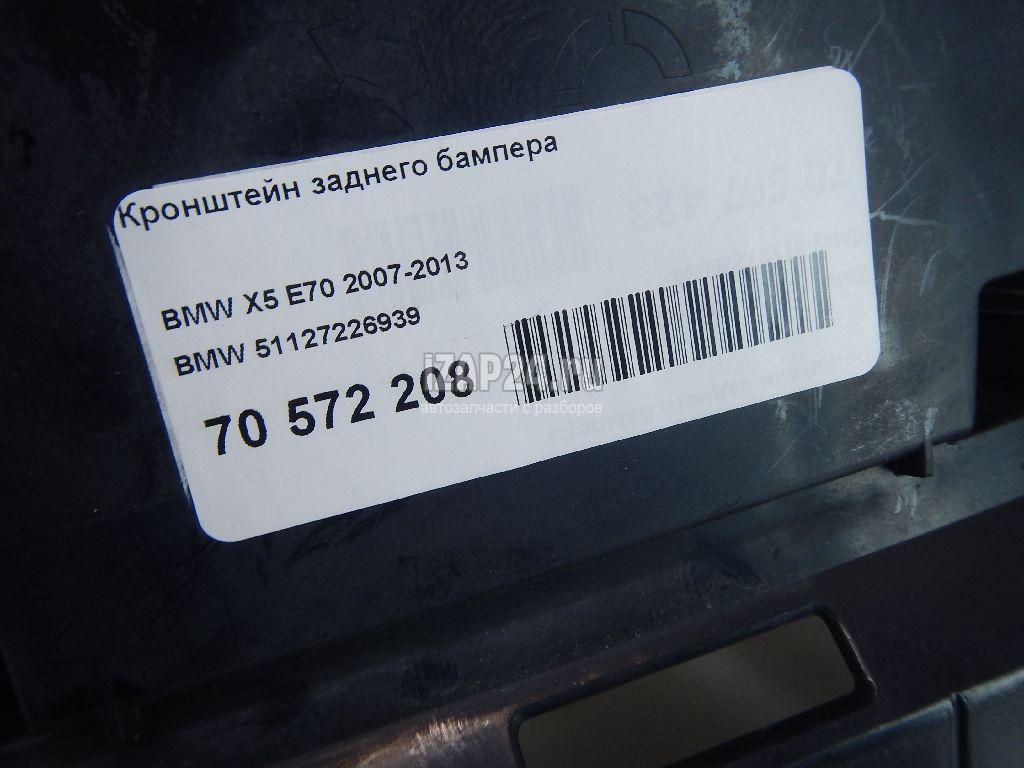 Кронштейн заднего бампера
BMW X5 E70 2007-2013
BMW 51127226939
70 572 208
iZAP24.ru
автозапчасти с разборов